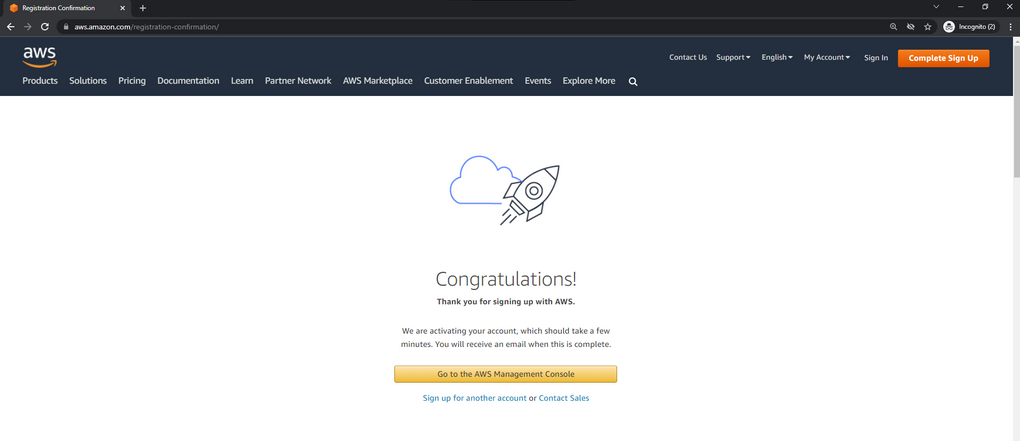 Registration Confirmation
aws.amazon.com/registration-confirmation/
Incognito (2)
aws
Contact Us Support English My Account Sign In Complete Sign Up
Products Solutions Pricing Documentation Learn Partner Network AWS Marketplace Customer Enablement Events Explore More
Congratulations!
Thank you for signing up with AWS.
We are activating your account, which should take a few
minutes. You will receive an email when this is complete.
Go to the AWS Management Console
Sign up for another account or Contact Sales